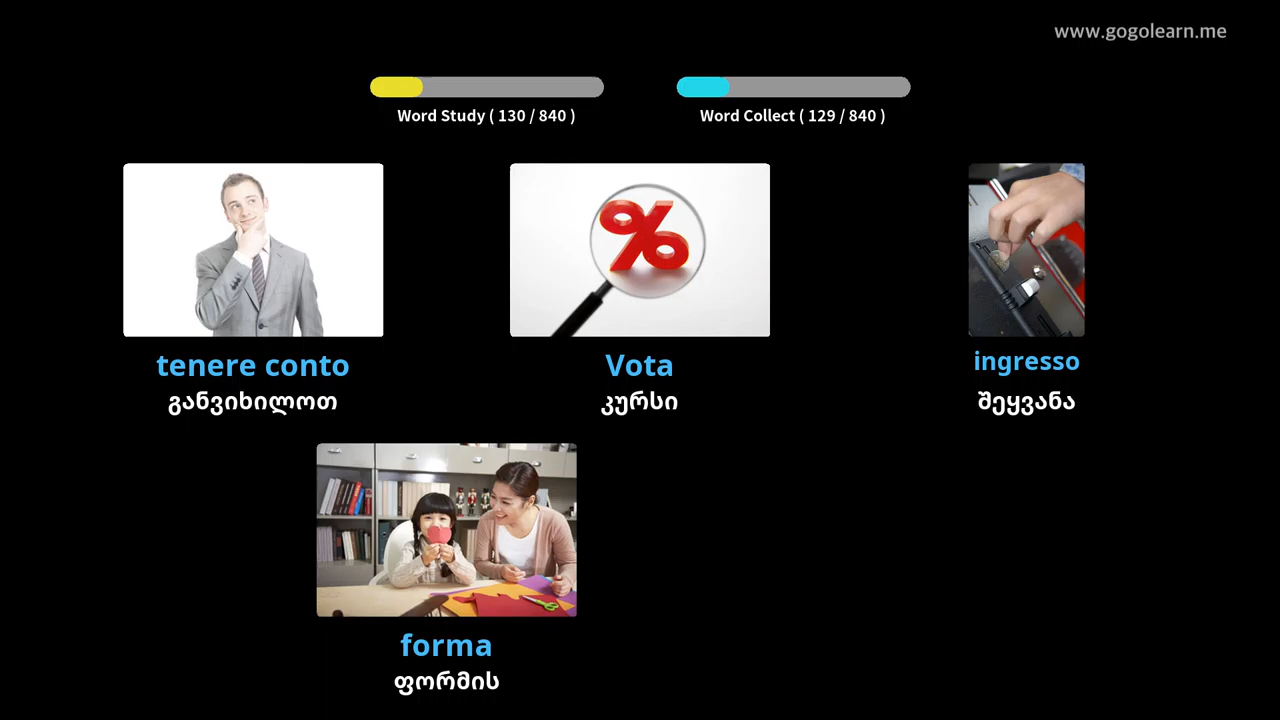 www.gogolearn.me
Word Study ( 130 / 840 )
Word Collect ( 129 / 840 )
tenere conto
განვიხილოთ
Vota
კურსი
ingresso
შეყვანა
forma
ფორმის